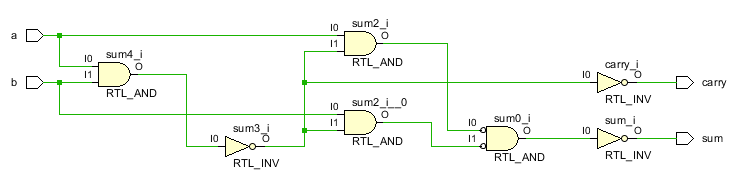 sum2_i
a
I0
O
I1
sum4_i
RTL_AND
carry_i
I0
O
b
I1
I0
O
carry
RTL_AND
sum2_i__0
RTL_INV
I0
O
sum3_i
I1
sum0_i
sum_i
I0
O
RTL_AND
I0
O
I0
O
sum
RTL_INV
I1
RTL_AND
RTL_INV